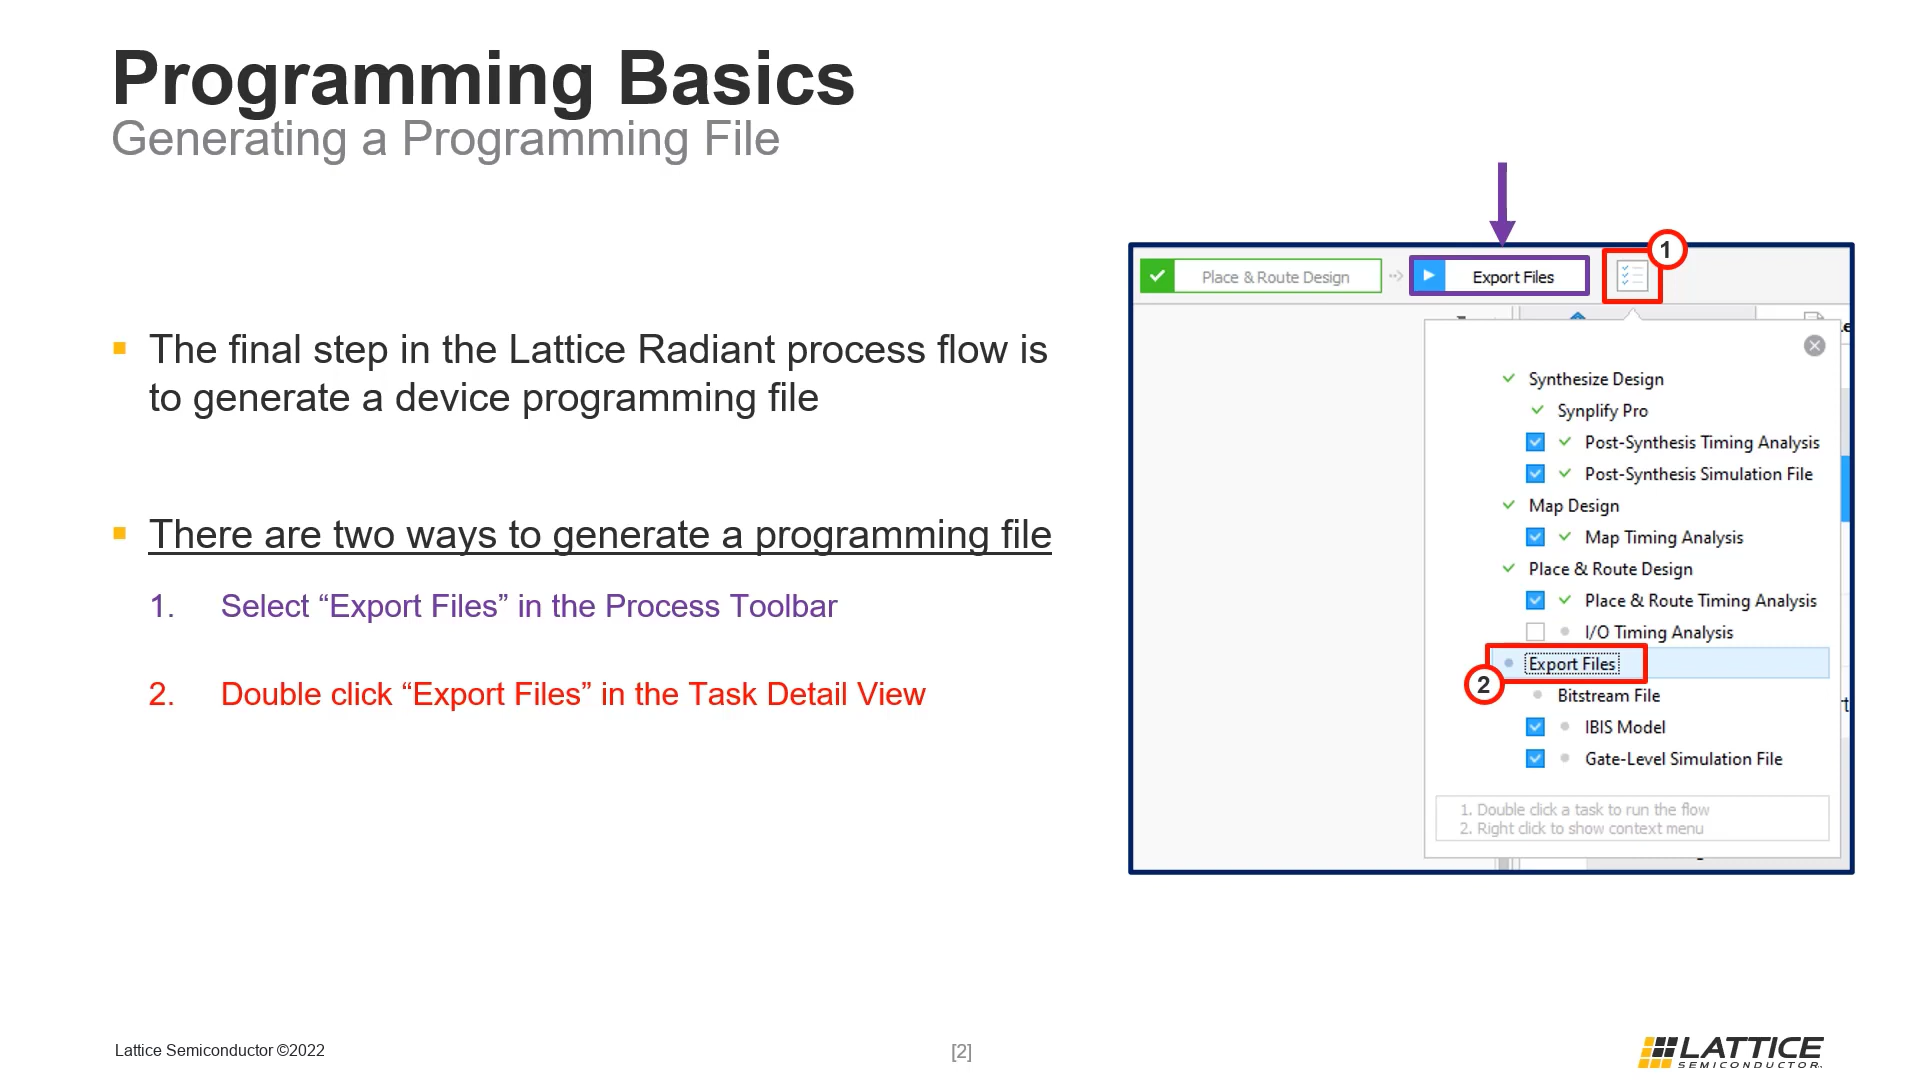 Programming Basics
Generating a Programming File
The final step in the Lattice Radiant process flow is
to generate a device programming file
There are two ways to generate a programming file
1. Select “Export Files” in the Process Toolbar
2. Double click “Export Files” in the Task Detail View
Place & Route Design
Export Files
1
Synthesize Design
Synplify Pro
Post-Synthesis Timing Analysis
Post-Synthesis Simulation File
Map Design
Map Timing Analysis
Place & Route Design
Place & Route Timing Analysis
I/O Timing Analysis
Export Files
2
Bitstream File
IBIS Model
Gate-Level Simulation File
1. Double click a task to run the flow
2. Right click to show context menu
Lattice Semiconductor ©2022
[2]
LATTICE
SEMICONDUCTOR